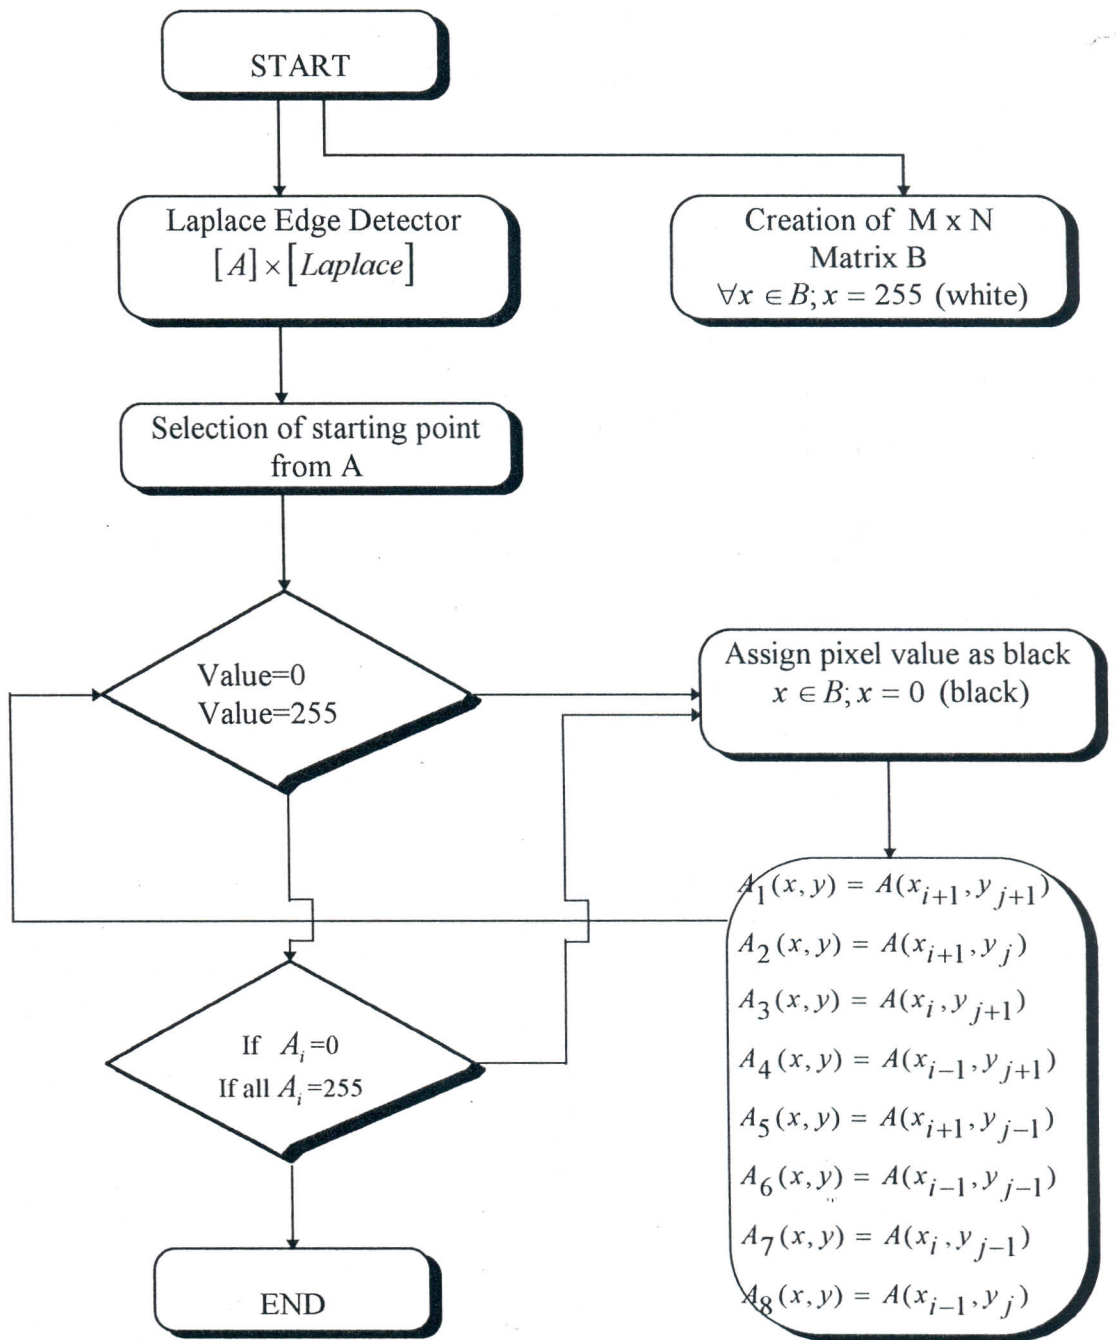 START
Laplace Edge Detector
[A] × [Laplace]
Creation of M x N
Matrix B
∀x ∈ B; x = 255 (white)
Selection of starting point
from A
Value=0
Value=255
Assign pixel value as black
x ∈ B; x = 0 (black)
A₁(x, y) = A(xᵢ₊₁, yⱼ₊₁)
A₂(x, y) = A(xᵢ₊₁, yⱼ)
A₃(x, y) = A(xᵢ, yⱼ₊₁)
A₄(x, y) = A(xᵢ₋₁, yⱼ₊₁)
A₅(x, y) = A(xᵢ₊₁, yⱼ₋₁)
A₆(x, y) = A(xᵢ₋₁, yⱼ₋₁)
A₇(x, y) = A(xᵢ, yⱼ₋₁)
A₈(x, y) = A(xᵢ₋₁, yⱼ)
If Aᵢ=0
If all Aᵢ=255
END